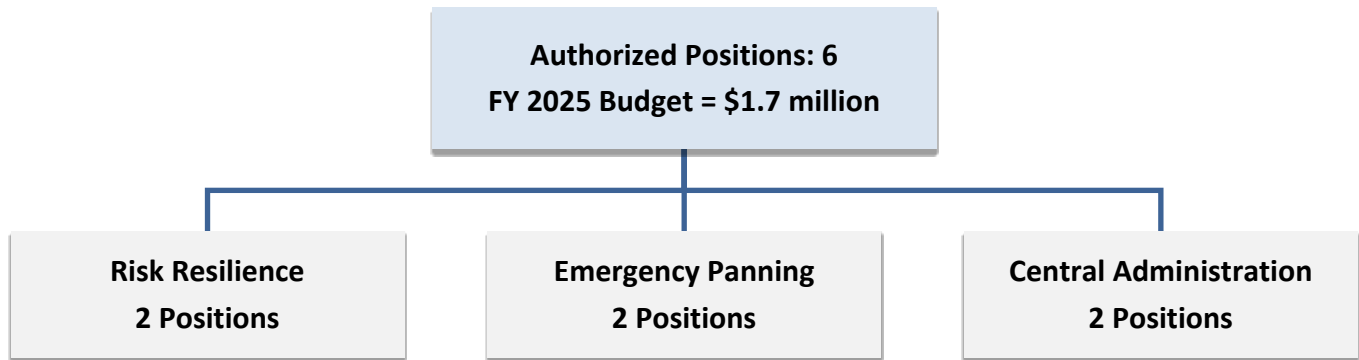 Authorized Positions: 6
FY 2025 Budget = $1.7 million
Risk Resilience
2 Positions
Emergency Panning
2 Positions
Central Administration
2 Positions